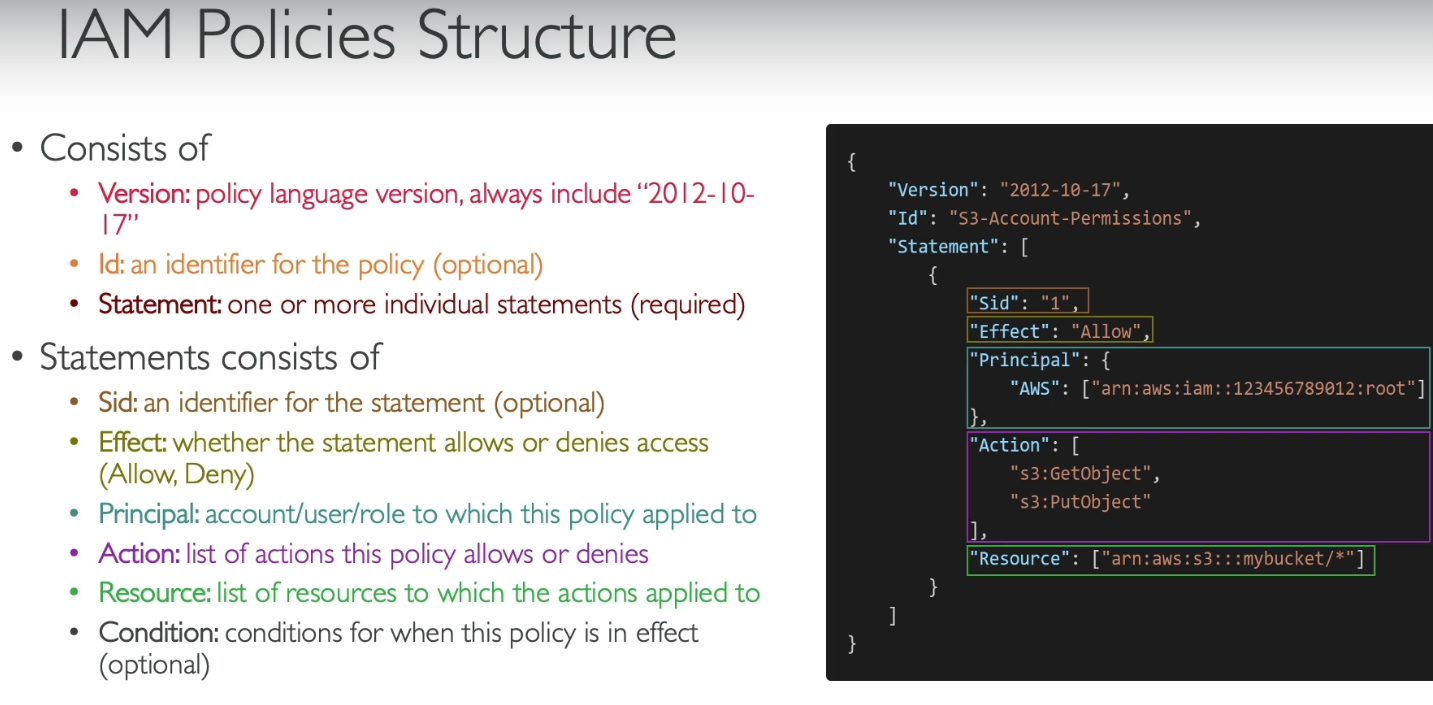 IAM Policies Structure
• Consists of
• Version: policy language version, always include “2012-10-
17”
• Id: an identifier for the policy (optional)
• Statement: one or more individual statements (required)
• Statements consists of
• Sid: an identifier for the statement (optional)
• Effect: whether the statement allows or denies access
(Allow, Deny)
• Principal: account/user/role to which this policy applied to
• Action: list of actions this policy allows or denies
• Resource: list of resources to which the actions applied to
• Condition: conditions for when this policy is in effect
(optional)
{
"Version": "2012-10-17",
"Id": "S3-Account-Permissions",
"Statement": [
{
"Sid": "1",
"Effect": "Allow",
"Principal": {
"AWS": ["arn:aws:iam::123456789012:root"]
},
"Action": [
"s3:GetObject",
"s3:PutObject"
],
"Resource": ["arn:aws:s3:::mybucket/*"]
}
]
}